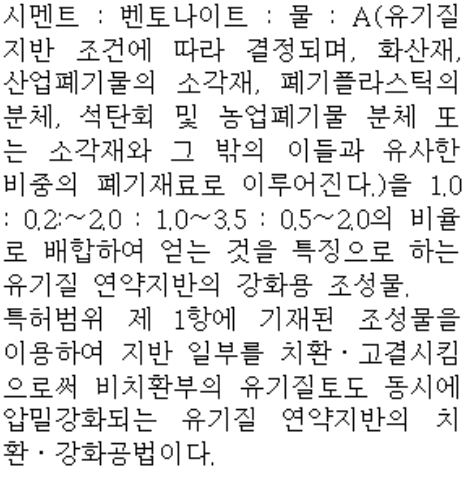 시멘트 : 벤토나이트 : 물 : A(유기질
지반 조건에 따라 결정되며, 화산재,
산업폐기물의 소각재, 폐기플라스틱의
분체, 석탄회 및 농업폐기물 분체 또
는 소각재와 그 밖의 이들과 유사한
비중의 폐기재료로 이루어진다.)을 1.0
: 0.2:~2.0 : 1.0~3.5 : 0.5~2.0의 비율
로 배합하여 얻는 것을 특징으로 하는
유기질 연약지반의 강화용 조성물.
특허범위 제 1항에 기재된 조성물을
이용하여 지반 일부를 치환·고결시킴
으로써 비치환부의 유기질토도 동시에
압밀강화되는 유기질 연약지반의 치
환·강화공법이다.